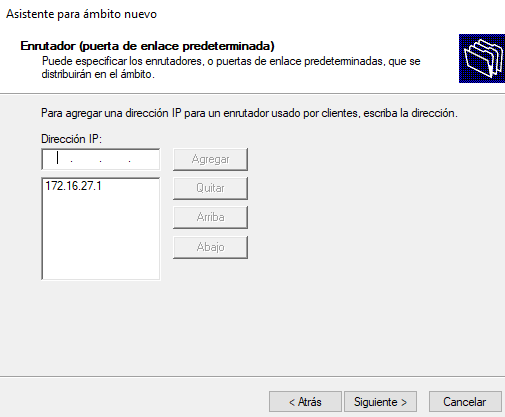 Asistente para ámbito nuevo
Enrutador (puerta de enlace predeterminada)
Puede especificar los enrutadores, o puertas de enlace predeterminadas, que se
distribuirán en el ámbito.
Para agregar una dirección IP para un enrutador usado por clientes, escriba la dirección.
Dirección IP:
. . .
Agregar
172.16.27.1
Quitar
Arriba
Abajo
< Atrás
Siguiente >
Cancelar